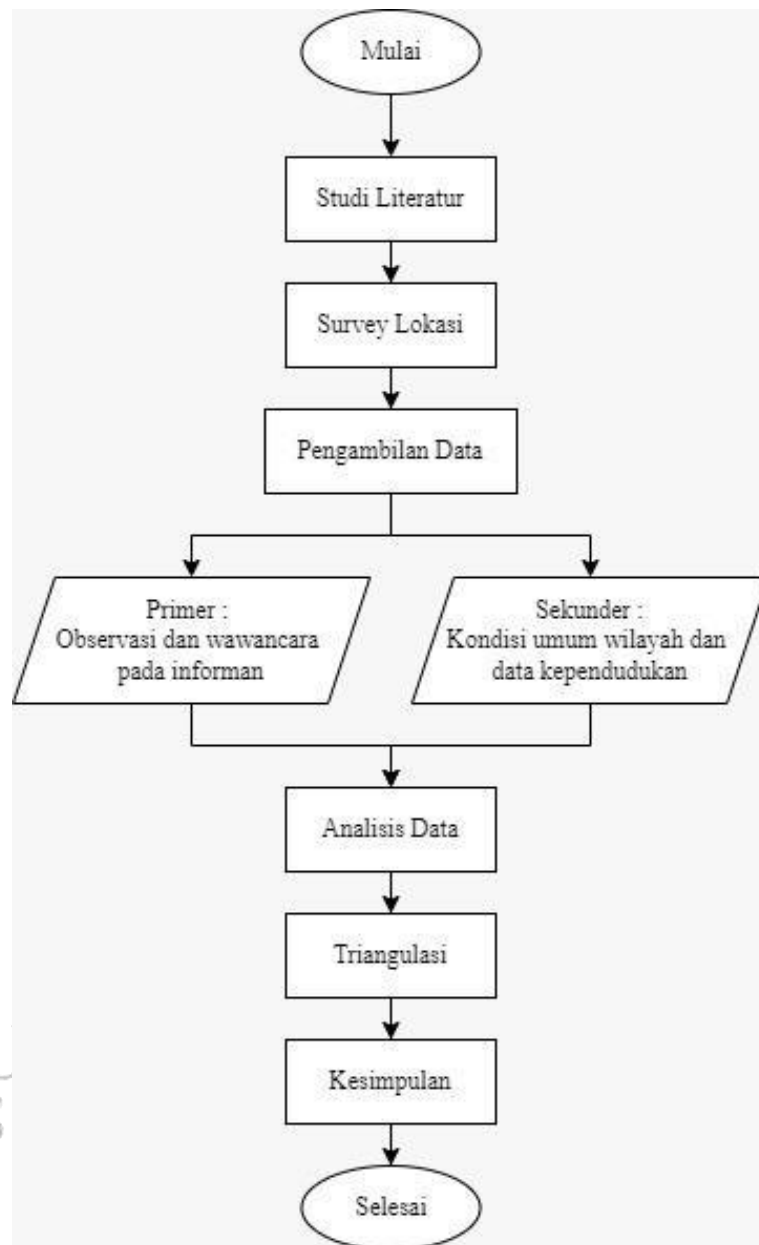 Mulai
Studi Literatur
Survey Lokasi
Pengambilan Data
Primer :
Observasi dan wawancara
pada informan
Sekunder :
Kondisi umum wilayah dan
data kependudukan
Analisis Data
Triangulasi
Kesimpulan
Selesai